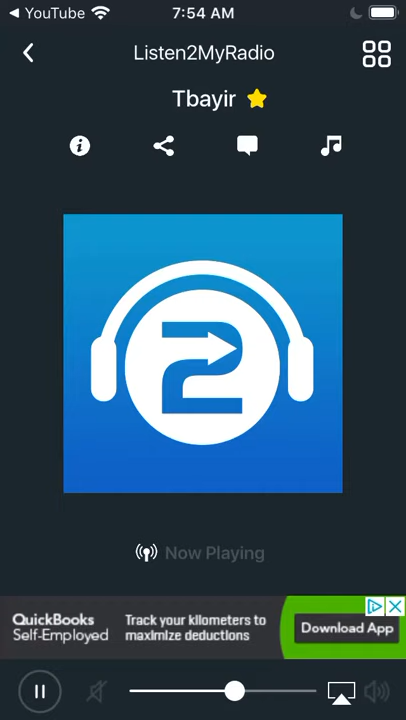 ◀ YouTube 7:54 AM
Listen2MyRadio
Tbayir
2
Now Playing
QuickBooks
Self-Employed
Track your kilometers to
maximize deductions
Download App